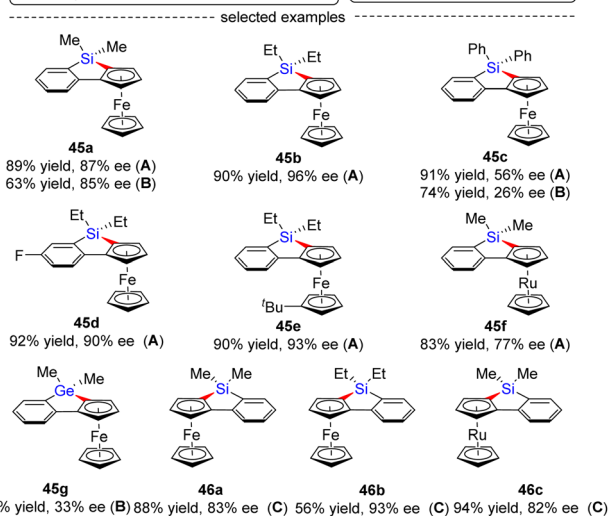 selected examples
Me Me Si Fe
Et Et Si Fe
Ph Ph Si Fe
45a
89% yield, 87% ee (A)
63% yield, 85% ee (B)
45b
90% yield, 96% ee (A)
45c
91% yield, 56% ee (A)
74% yield, 26% ee (B)
Et Et Si F Fe
Et Et Si Fe tBu
Me Me Si Ru
45d
92% yield, 90% ee (A)
45e
90% yield, 93% ee (A)
45f
83% yield, 77% ee (A)
Me Me Ge Fe
Me Me Si Fe
Et Et Si Fe
Me Me Si Ru
45g
% yield, 33% ee (B)
46a
88% yield, 83% ee (C)
46b
56% yield, 93% ee (C)
46c
94% yield, 82% ee (C)